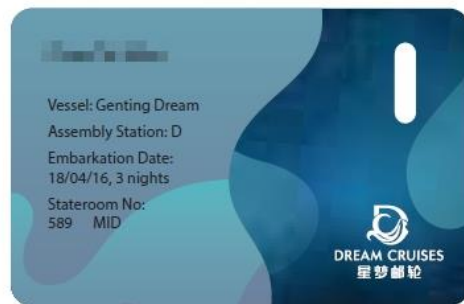 Vessel: Genting Dream
Assembly Station: D
Embarkation Date:
18/04/16, 3 nights
Stateroom No:
589 MID
DREAM CRUISES
星梦邮轮